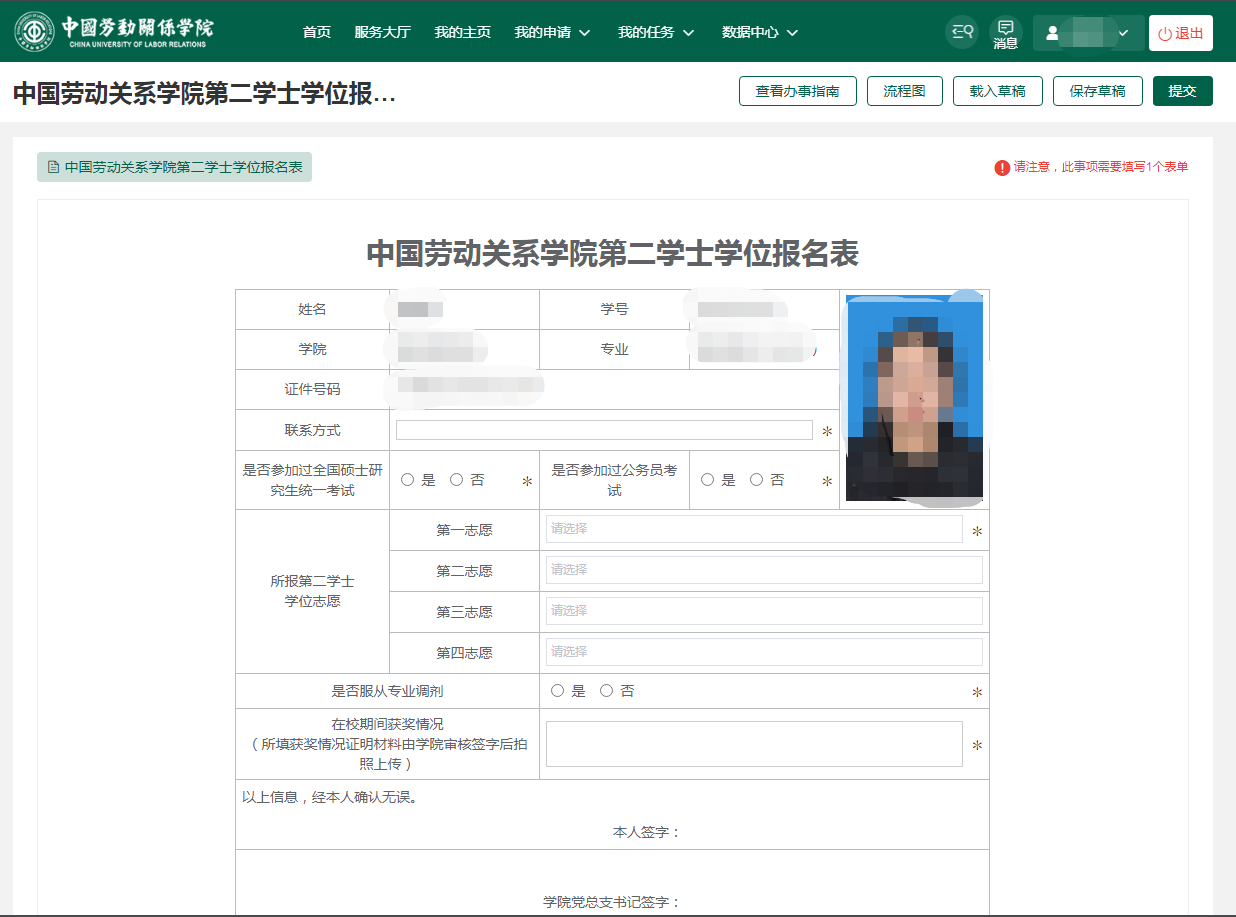 中國勞動關係学院
CHINA UNIVERSITY OF LABOR RELATIONS
首页 服务大厅 我的主页 我的申请 我的任务 数据中心
消息
退出
中国劳动关系学院第二学士学位报...
查看办事指南 流程图 载入草稿 保存草稿 提交
中国劳动关系学院第二学士学位报名表
请注意，此事项需要填写1个表单
中国劳动关系学院第二学士学位报名表
姓名 学号
学院 专业
证件号码
联系方式 *
是否参加过全国硕士研
究生统一考试
是 否 *
是否参加过公务员考
试
是 否 *
所报第二学士
学位志愿
第一志愿 请选择 *
第二志愿 请选择
第三志愿 请选择
第四志愿 请选择
是否服从专业调剂 是 否 *
在校期间获奖情况
（所填获奖情况证明材料由学院审核签字后拍
照上传）
*
以上信息，经本人确认无误。
本人签字：
学院党总支书记签字：